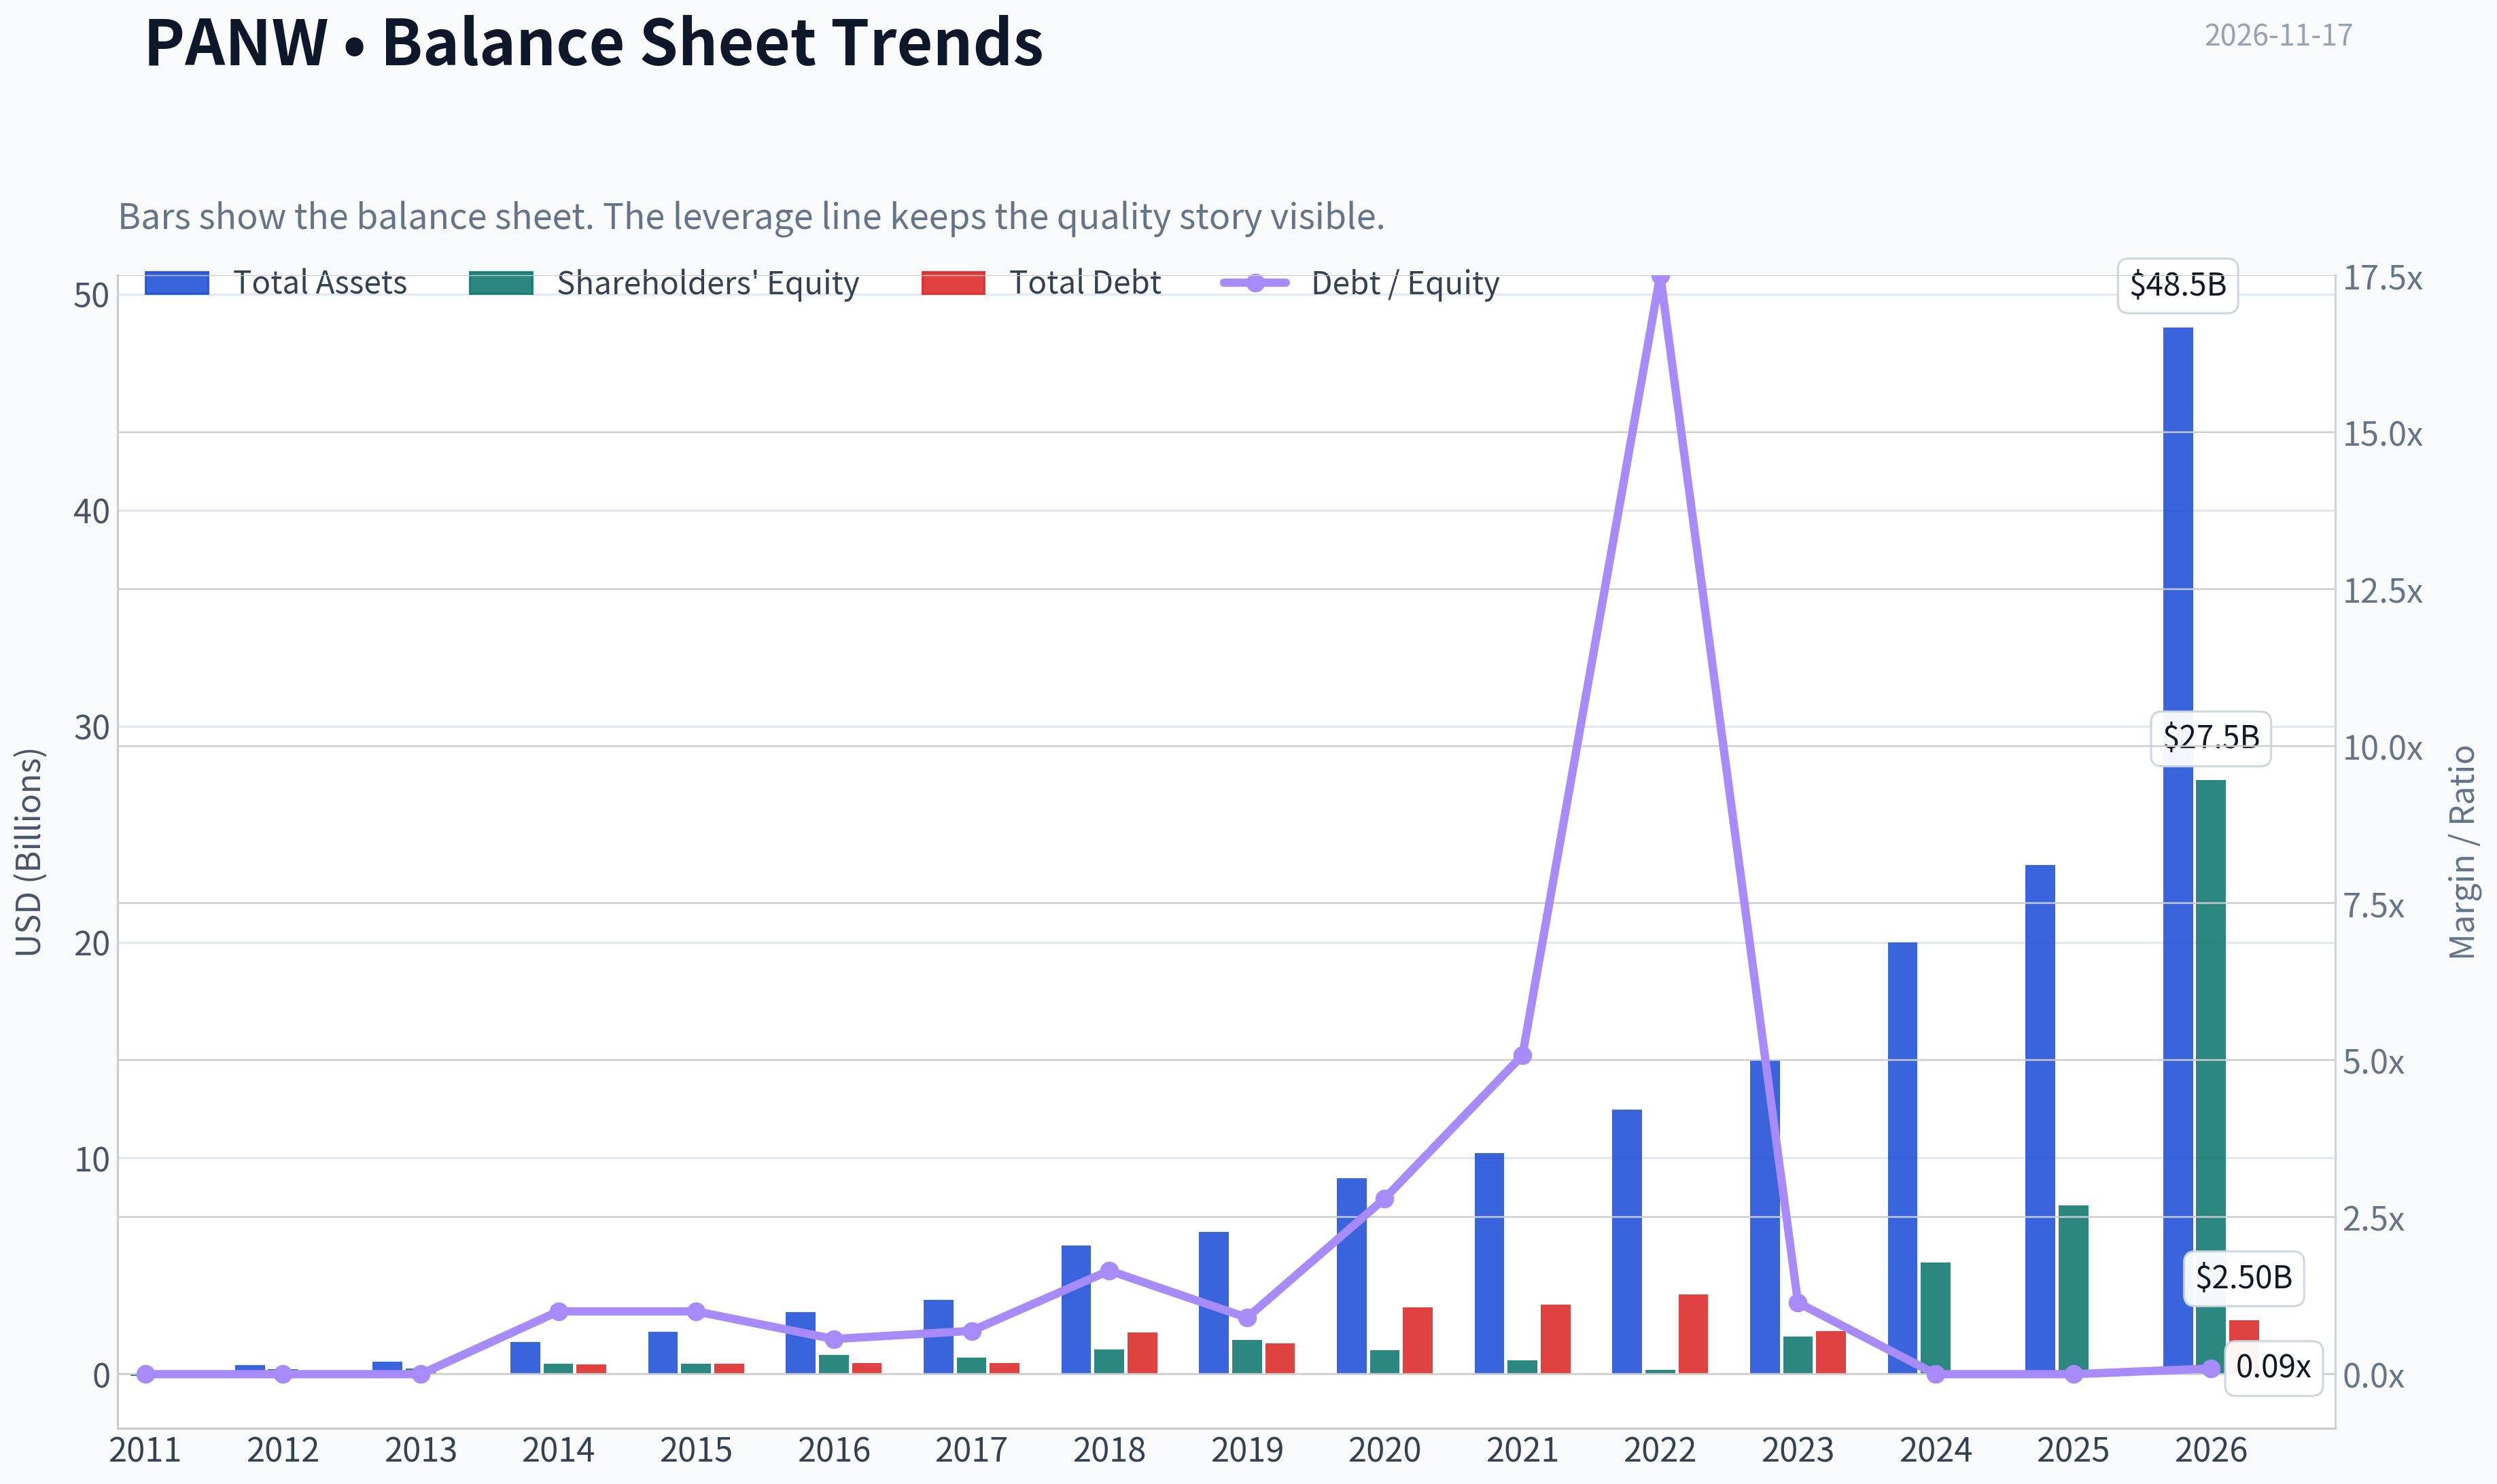 PANW • Balance Sheet Trends
2026-11-17
Bars show the balance sheet. The leverage line keeps the quality story visible.
Total Assets
Shareholders' Equity
Total Debt
Debt / Equity
USD (Billions)
50
40
30
20
10
0
17.5x
15.0x
12.5x
10.0x
7.5x
5.0x
2.5x
0.0x
Margin / Ratio
$48.5B
$27.5B
$2.50B
0.09x
2011 2012 2013 2014 2015 2016 2017 2018 2019 2020 2021 2022 2023 2024 2025 2026